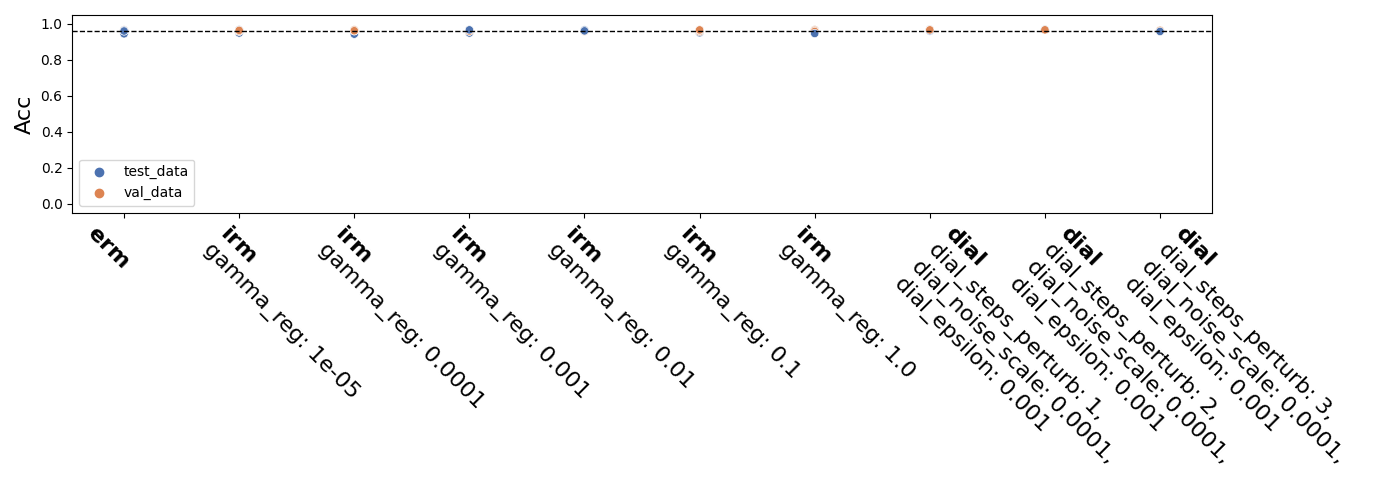 Acc
1.0
0.8
0.6
0.4
0.2
0.0
test_data
val_data
erm
irm
gamma_reg: 1e-05
irm
gamma_reg: 0.0001
irm
gamma_reg: 0.001
irm
gamma_reg: 0.01
irm
gamma_reg: 0.1
irm
gamma_reg: 1.0
dial
dial_steps_perturb: 1,
dial_noise_scale: 0.0001,
dial_epsilon: 0.001
dial
dial_steps_perturb: 2,
dial_noise_scale: 0.0001,
dial_epsilon: 0.001
dial
dial_steps_perturb: 3,
dial_noise_scale: 0.0001,
dial_epsilon: 0.001